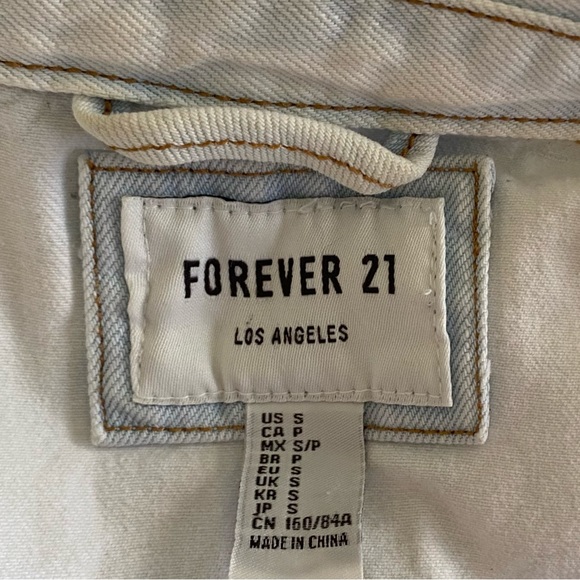 FOREVER 21
LOS ANGELES
US S
CA P
MX S/P
BR P
EU S
UK S
KR S
JP S
CN 160/84A
MADE IN CHINA